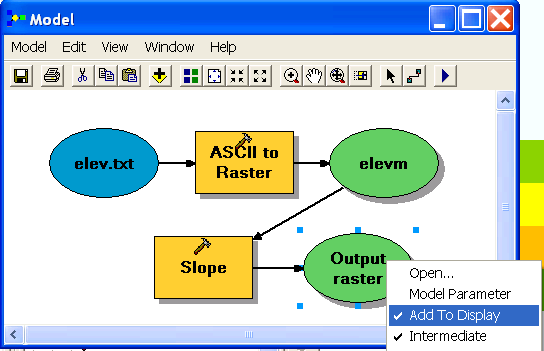 Model
Model Edit View Window Help
elev.txt
ASCII to
Raster
elevm
Slope
Output
raster
Open...
Model Parameter
Add To Display
Intermediate